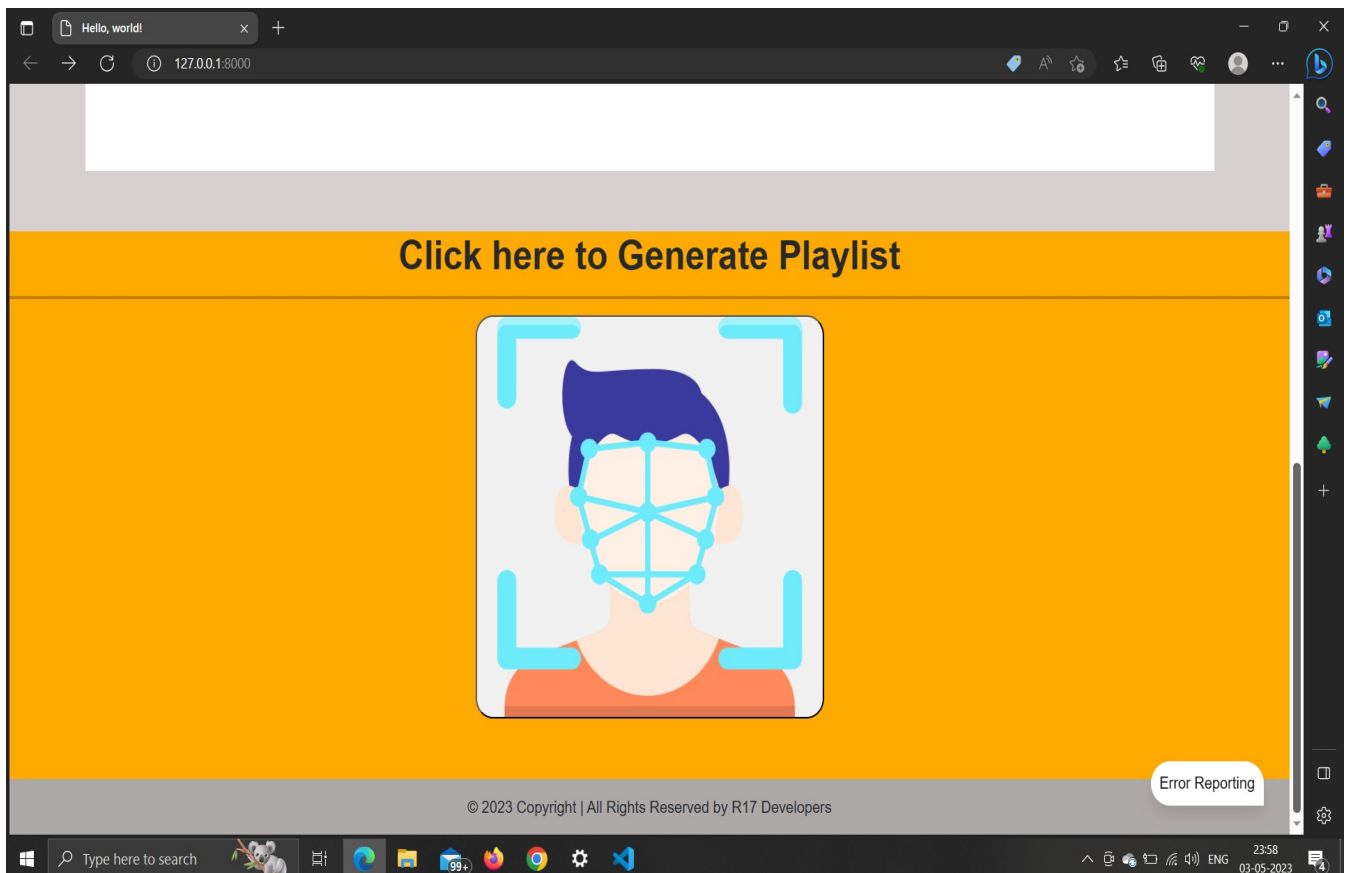 Hello, world!
127.0.0.1:8000
Click here to Generate Playlist
Error Reporting
© 2023 Copyright | All Rights Reserved by R17 Developers
Type here to search
99+
ENG
23:58
03-05-2023
4